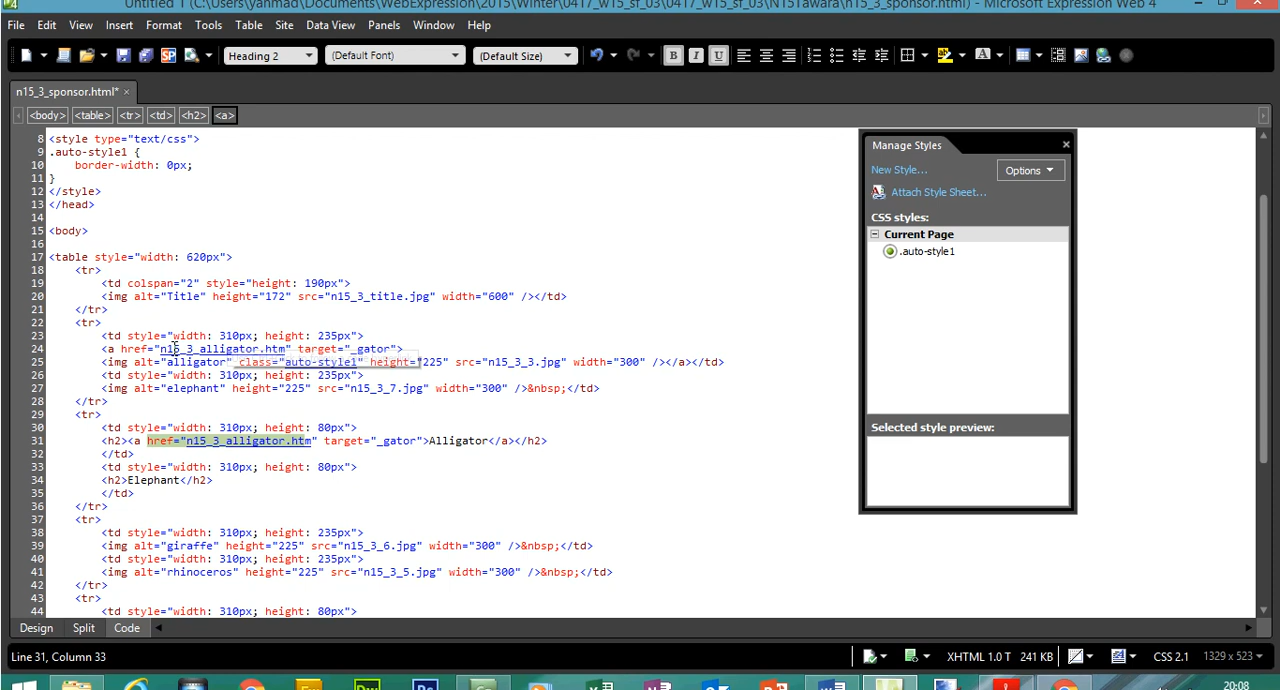 Untitled 1 (C:\Users\yanmad\Documents\WebExpression\2015\Winter\0417_w15_sf_03\0417_w15_sf_03\N15Tawara\n15_3_sponsor.html) - Microsoft Expression Web 4
File Edit View Insert Format Tools Table Site Data View Panels Window Help
Heading 2 (Default Font) (Default Size) B I U
n15_3_sponsor.html* ×
<body> <table> <tr> <td> <h2> <a>
8 <style type="text/css">
9 .auto-style1 {
10 border-width: 0px;
11 }
12 </style>
13 </head>
14
15 <body>
16
17 <table style="width: 620px">
18 <tr>
19 <td colspan="2" style="height: 190px">
20 <img alt="Title" height="172" src="n15_3_title.jpg" width="600" /></td>
21 </tr>
22 <tr>
23 <td style="width: 310px; height: 235px">
24 <a href="n15_3_alligator.htm" target="_gator">
25 <img alt="alligator" class="auto-style1" height="225" src="n15_3_3.jpg" width="300" /></a></td>
26 <td style="width: 310px; height: 235px">
27 <img alt="elephant" height="225" src="n15_3_7.jpg" width="300" />&nbsp;</td>
28 </tr>
29 <tr>
30 <td style="width: 310px; height: 80px">
31 <h2><a href="n15_3_alligator.htm" target="_gator">Alligator</a></h2>
32 </td>
33 <td style="width: 310px; height: 80px">
34 <h2>Elephant</h2>
35 </td>
36 </tr>
37 <tr>
38 <td style="width: 310px; height: 235px">
39 <img alt="giraffe" height="225" src="n15_3_6.jpg" width="300" />&nbsp;</td>
40 <td style="width: 310px; height: 235px">
41 <img alt="rhinoceros" height="225" src="n15_3_5.jpg" width="300" />&nbsp;</td>
42 </tr>
43 <tr>
44 <td style="width: 310px; height: 80px">
Manage Styles
New Style... Options
Attach Style Sheet...
CSS styles:
Current Page
.auto-style1
Selected style preview:
Design Split Code
Line 31, Column 33 XHTML 1.0 T 241 KB CSS 2.1 1329 x 523
20:08